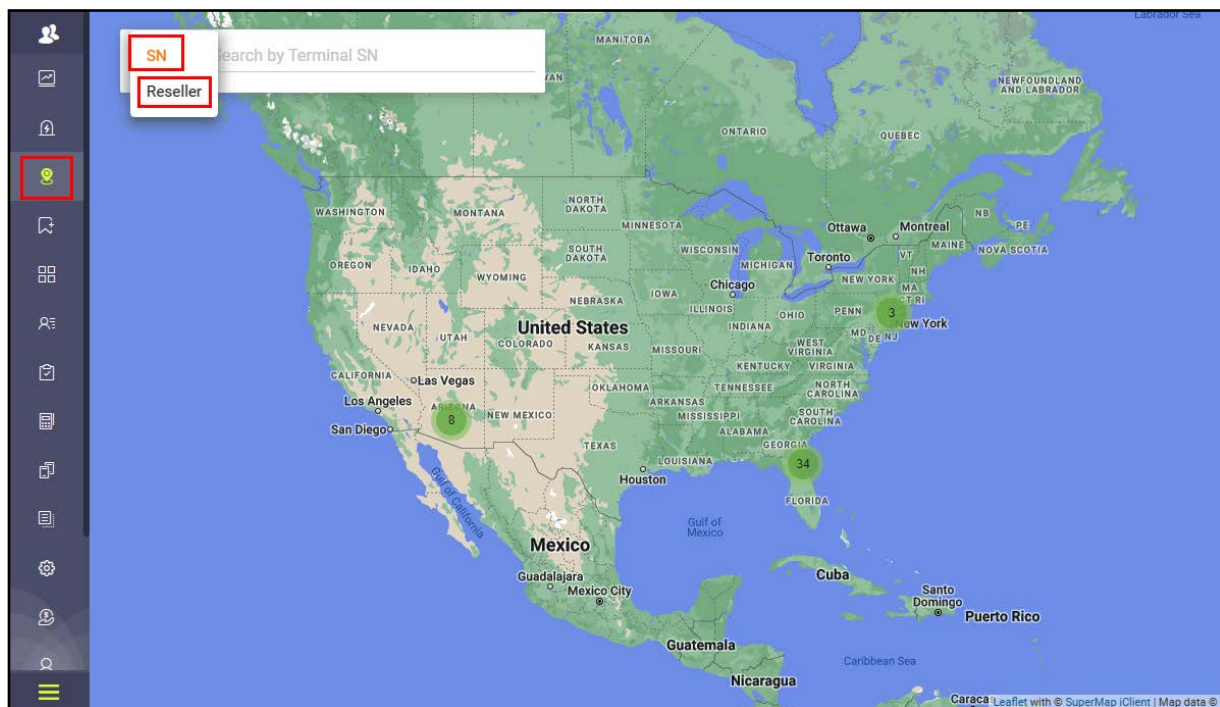 Labrador Sea
SN
Search by Terminal SN
Reseller
MANITOBA
NEWFOUNDLAND
AND LABRADOR
ONTARIO
QUEBEC
WASHINGTON
MONTANA
NORTH
DAKOTA
MINNESOTA
Ottawa
Montreal
NB
PE
MAINE
NOVA SCOTIA
OREGON
IDAHO
SOUTH
DAKOTA
WISCONSIN
MICHIGAN
Toronto
VT
NH
WYOMING
NEW YORK
MA
CT RI
Chicago
IOWA
NEBRASKA
ILLINOIS
INDIANA
OHIO
PENN
3
New York
NEVADA
UTAH
COLORADO
United States
KANSAS
MISSOURI
WEST
VIRGINIA
MD
DE
NJ
KENTUCKY
VIRGINIA
CALIFORNIA
Las Vegas
OKLAHOMA
TENNESSEE
NORTH
CAROLINA
Los Angeles
ARIZONA
8
NEW MEXICO
ARKANSAS
MISSISSIPPI
SOUTH
CAROLINA
San Diego
ALABAMA
GEORGIA
TEXAS
LOUISIANA
34
Houston
FLORIDA
Gulf of California
Gulf of
Mexico
Mexico
Guadalajara
Mexico City
Cuba
Santo
Domingo
Puerto Rico
Guatemala
Caribbean Sea
Nicaragua
Caracas
Leaflet with © SuperMap iClient | Map data ©